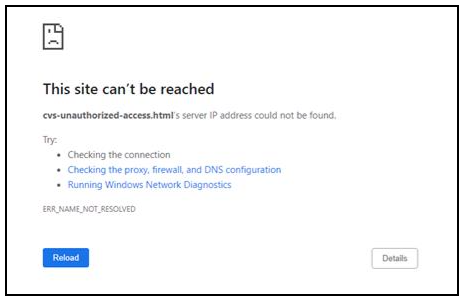 This site can’t be reached
cvs-unauthorized-access.html's server IP address could not be found.
Try:
• Checking the connection
• Checking the proxy, firewall, and DNS configuration
• Running Windows Network Diagnostics
ERR_NAME_NOT_RESOLVED
Reload
Details